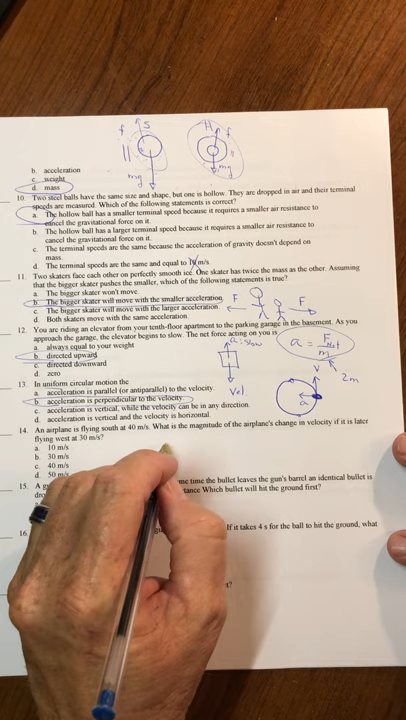 f S H f
mg mg
b. acceleration
c. weight
d. mass
10. Two steel balls have the same size and shape, but one is hollow. They are dropped in air and their terminal
speeds are measured. Which of the following statements is correct?
a. The hollow ball has a smaller terminal speed because it requires a smaller air resistance to
cancel the gravitational force on it.
b. The hollow ball has a larger terminal speed because it requires a smaller air resistance to
cancel the gravitational force on it.
c. The terminal speeds are the same because the acceleration of gravity doesn't depend on
mass.
d. The terminal speeds are the same and equal to 10 m/s.
11. Two skaters face each other on perfectly smooth ice. One skater has twice the mass as the other. Assuming
that the bigger skater pushes the smaller, which of the following statements is true?
a. The bigger skater won't move.
b. The bigger skater will move with the smaller acceleration.
c. The bigger skater will move with the larger acceleration.
d. Both skaters move with the same acceleration.
F F
12. You are riding an elevator from your tenth-floor apartment to the parking garage in the basement. As you
approach the garage, the elevator begins to slow. The net force acting on you is
a. always equal to your weight
b. directed upward
c. directed downward
d. zero
a: slow
Vel.
a = Fnet
m
2m
13. In uniform circular motion the
a. acceleration is parallel (or antiparallel) to the velocity.
b. acceleration is perpendicular to the velocity.
c. acceleration is vertical, while the velocity can be in any direction.
d. acceleration is vertical and the velocity is horizontal.
V
a
14. An airplane is flying south at 40 m/s. What is the magnitude of the airplane's change in velocity if it is later
flying west at 30 m/s?
a. 10 m/s
b. 30 m/s
c. 40 m/s
d. 50 m/s
15. A
me time the bullet leaves the gun's barrel an identical bullet is
tance Which bullet will hit the ground first?
16.
If it takes 4 s for the ball to hit the ground, what